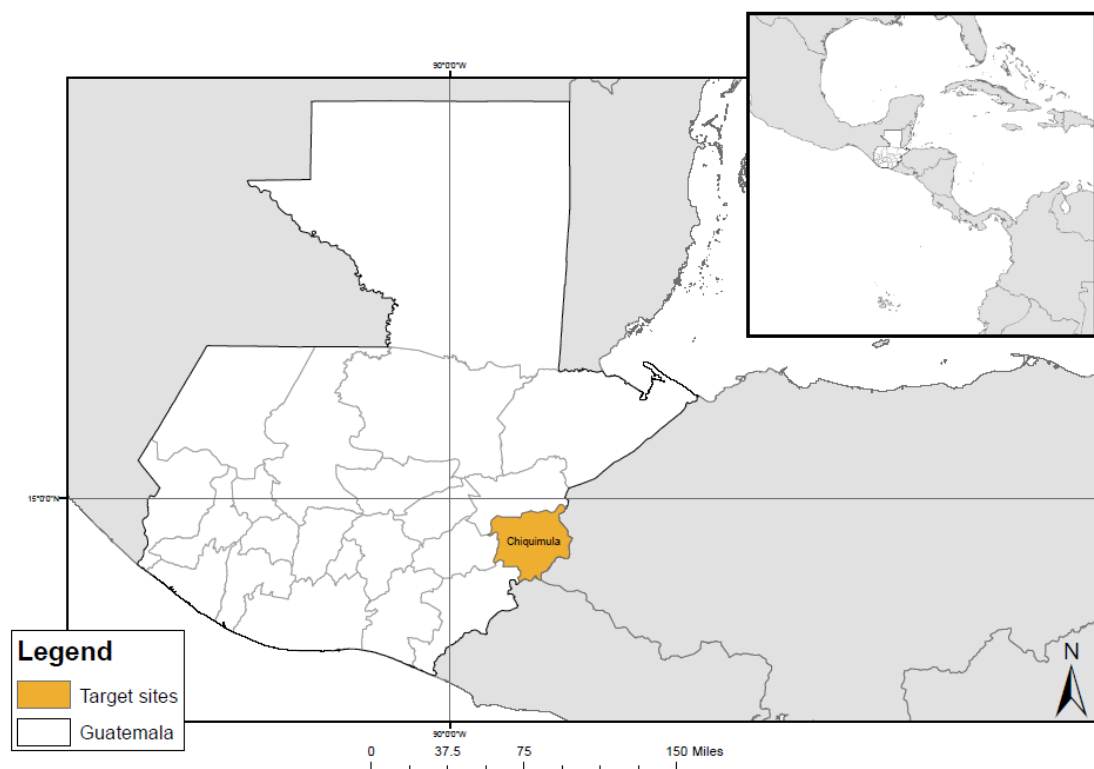 90°0'0"W
15°0'0"N
Chiquimula
Legend
Target sites
Guatemala
N
90°0'0"W
0 37.5 75 150 Miles